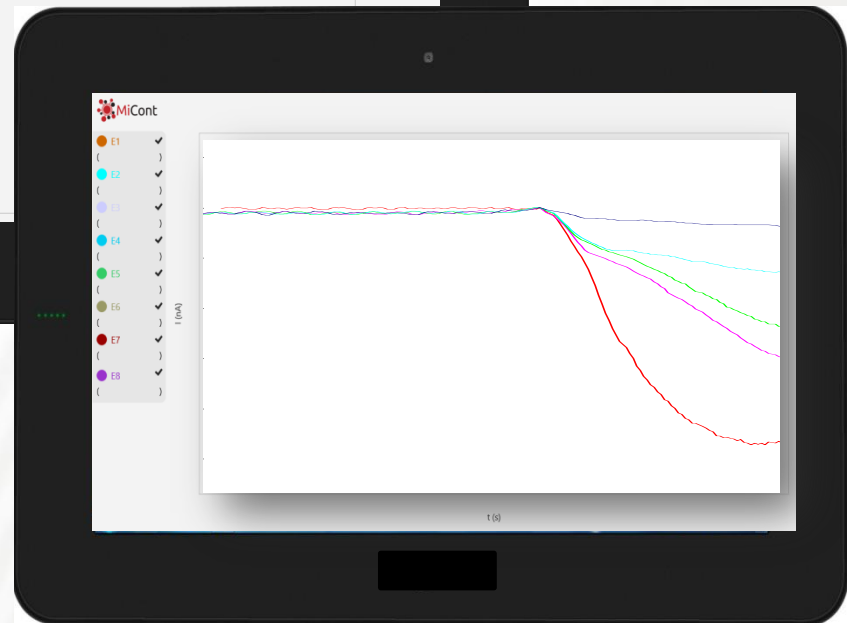 MiCont
E1
( )
E2
( )
E3
( )
E4
( )
E5
( )
E6
( )
E7
( )
E8
( )
I (nA)
t (s)